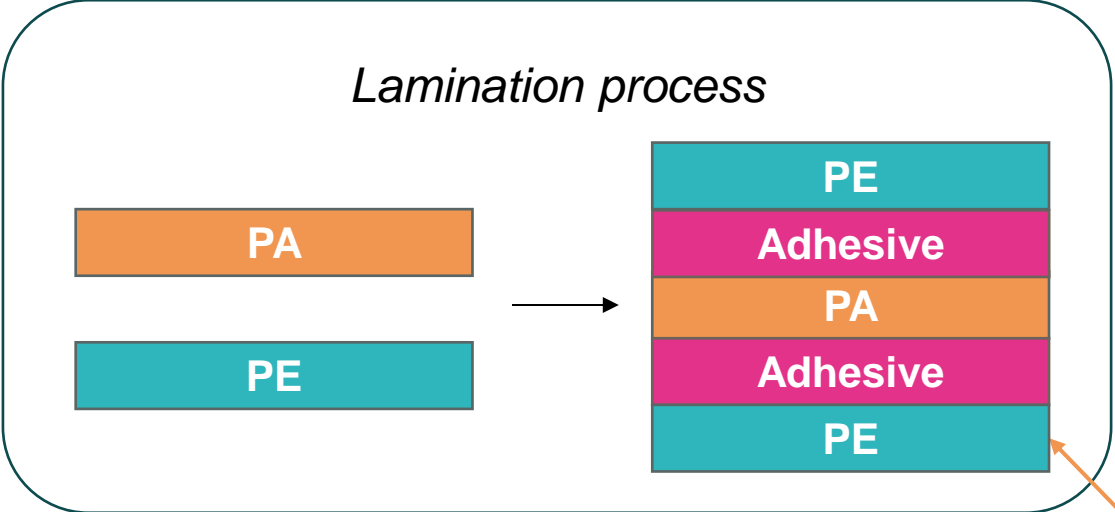 Lamination process
PA
PE
PE
Adhesive
PA
Adhesive
PE